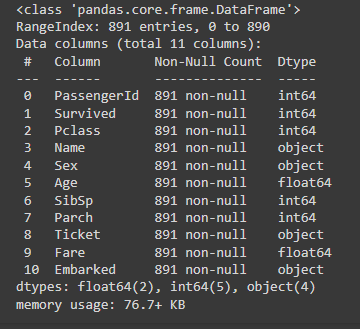 <class 'pandas.core.frame.DataFrame'>
RangeIndex: 891 entries, 0 to 890
Data columns (total 11 columns):
 #   Column       Non-Null Count  Dtype
---  ------       --------------  -----
 0   PassengerId  891 non-null    int64
 1   Survived     891 non-null    int64
 2   Pclass       891 non-null    int64
 3   Name         891 non-null    object
 4   Sex          891 non-null    object
 5   Age          891 non-null    float64
 6   SibSp        891 non-null    int64
 7   Parch        891 non-null    int64
 8   Ticket       891 non-null    object
 9   Fare         891 non-null    float64
 10  Embarked     891 non-null    object
dtypes: float64(2), int64(5), object(4)
memory usage: 76.7+ KB